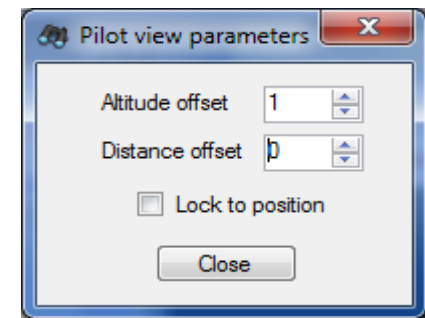 Pilot view parameters
Altitude offset 1
Distance offset 0
Lock to position
Close